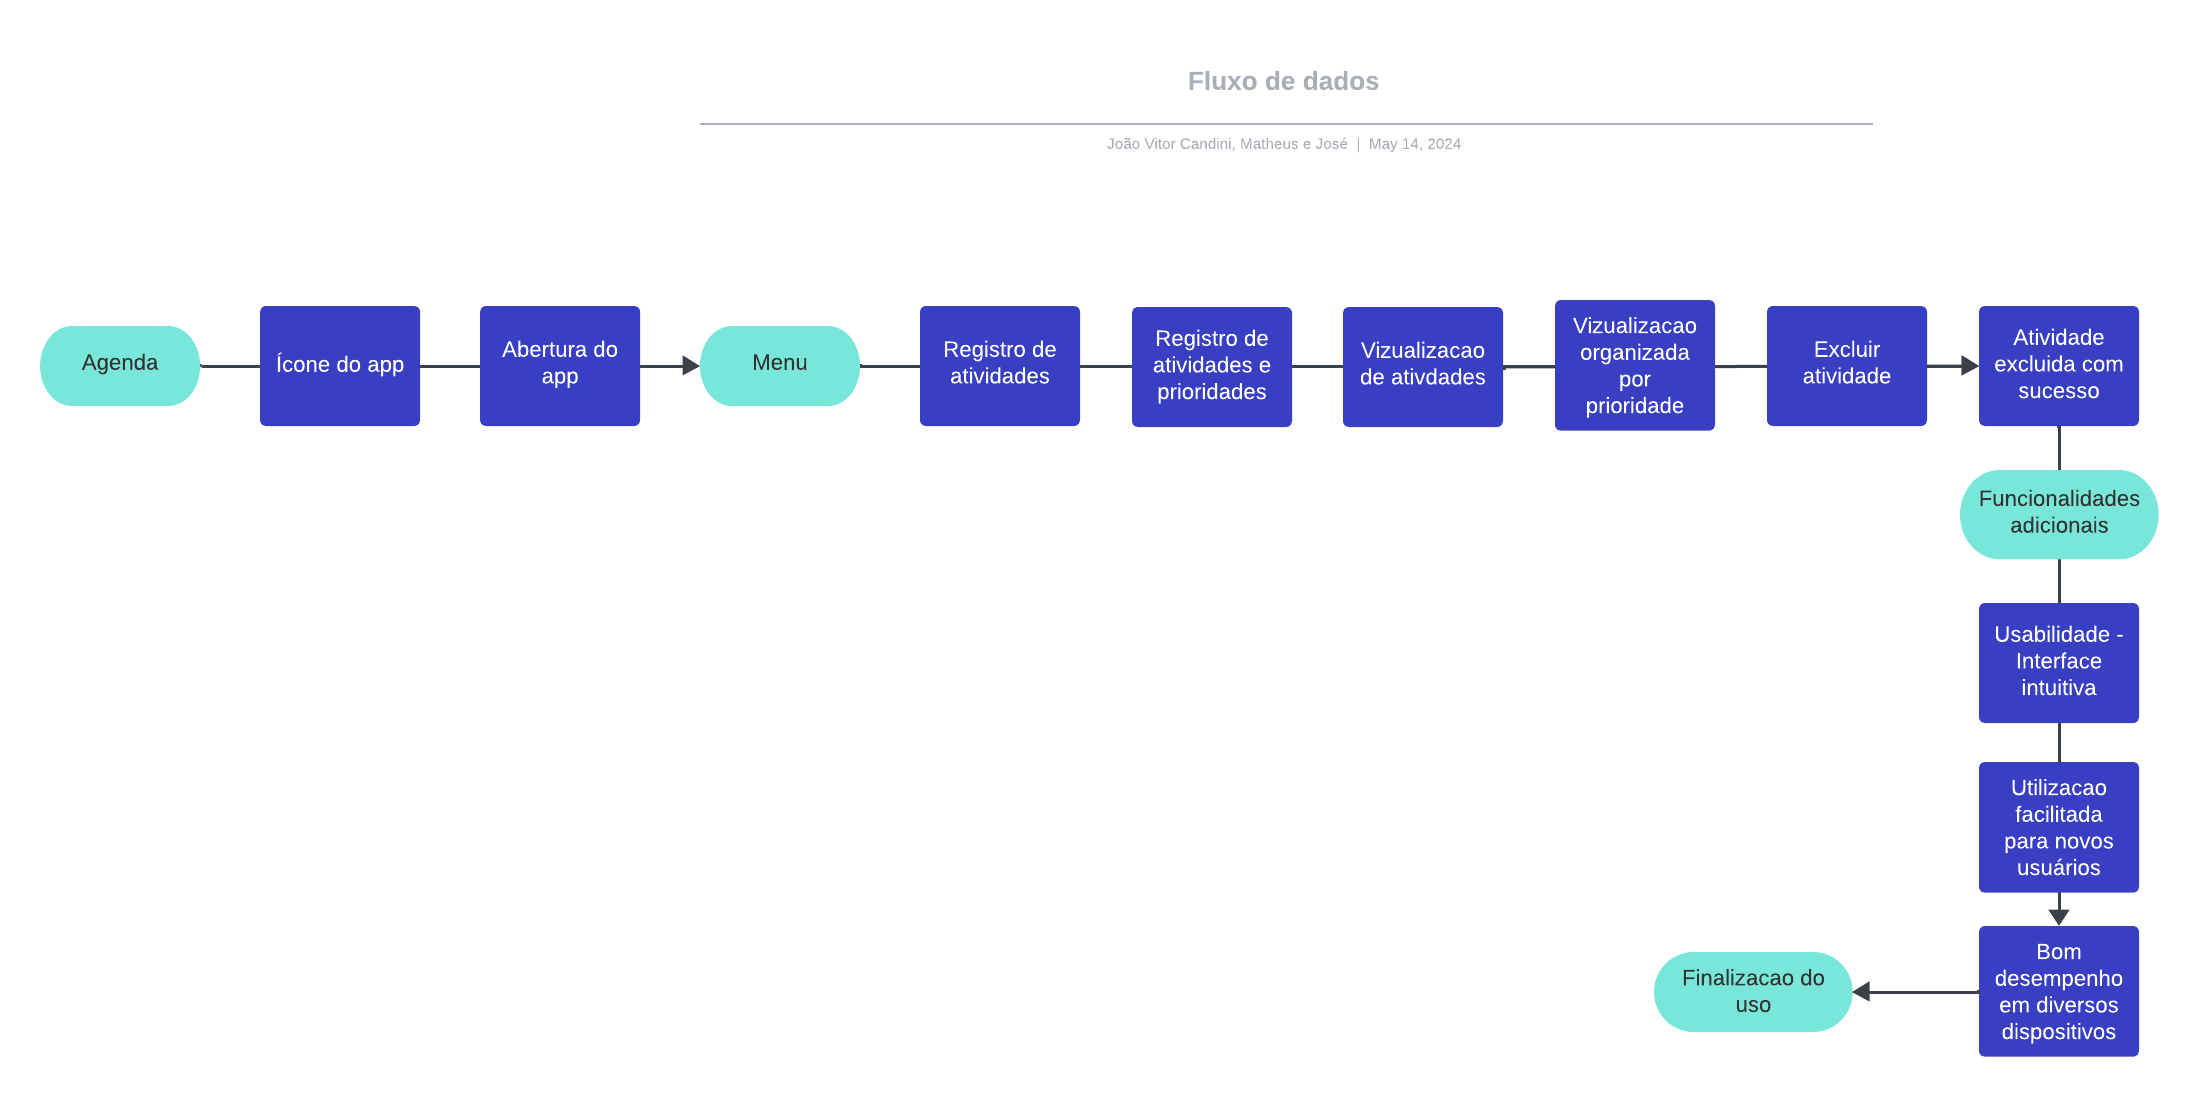 Fluxo de dados
João Vitor Candini, Matheus e José | May 14, 2024
Agenda
Ícone do app
Abertura do
app
Menu
Registro de
atividades
Registro de
atividades e
prioridades
Vizualizacao
de ativdades
Vizualizacao
organizada
por
prioridade
Excluir
atividade
Atividade
excluida com
sucesso
Funcionalidades
adicionais
Usabilidade -
Interface
intuitiva
Utilizacao
facilitada
para novos
usuários
Bom
desempenho
em diversos
dispositivos
Finalizacao do
uso